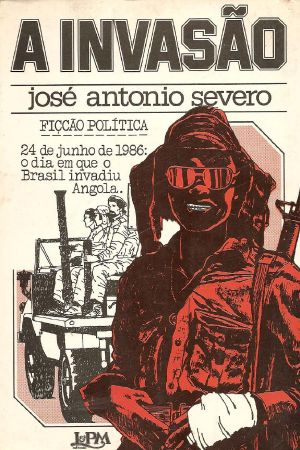 A INVASÃO
josé antonio severo
FICÇÃO POLÍTICA
24 de junho de 1986:
o dia em que o
Brasil invadiu
Angola.
L&PM